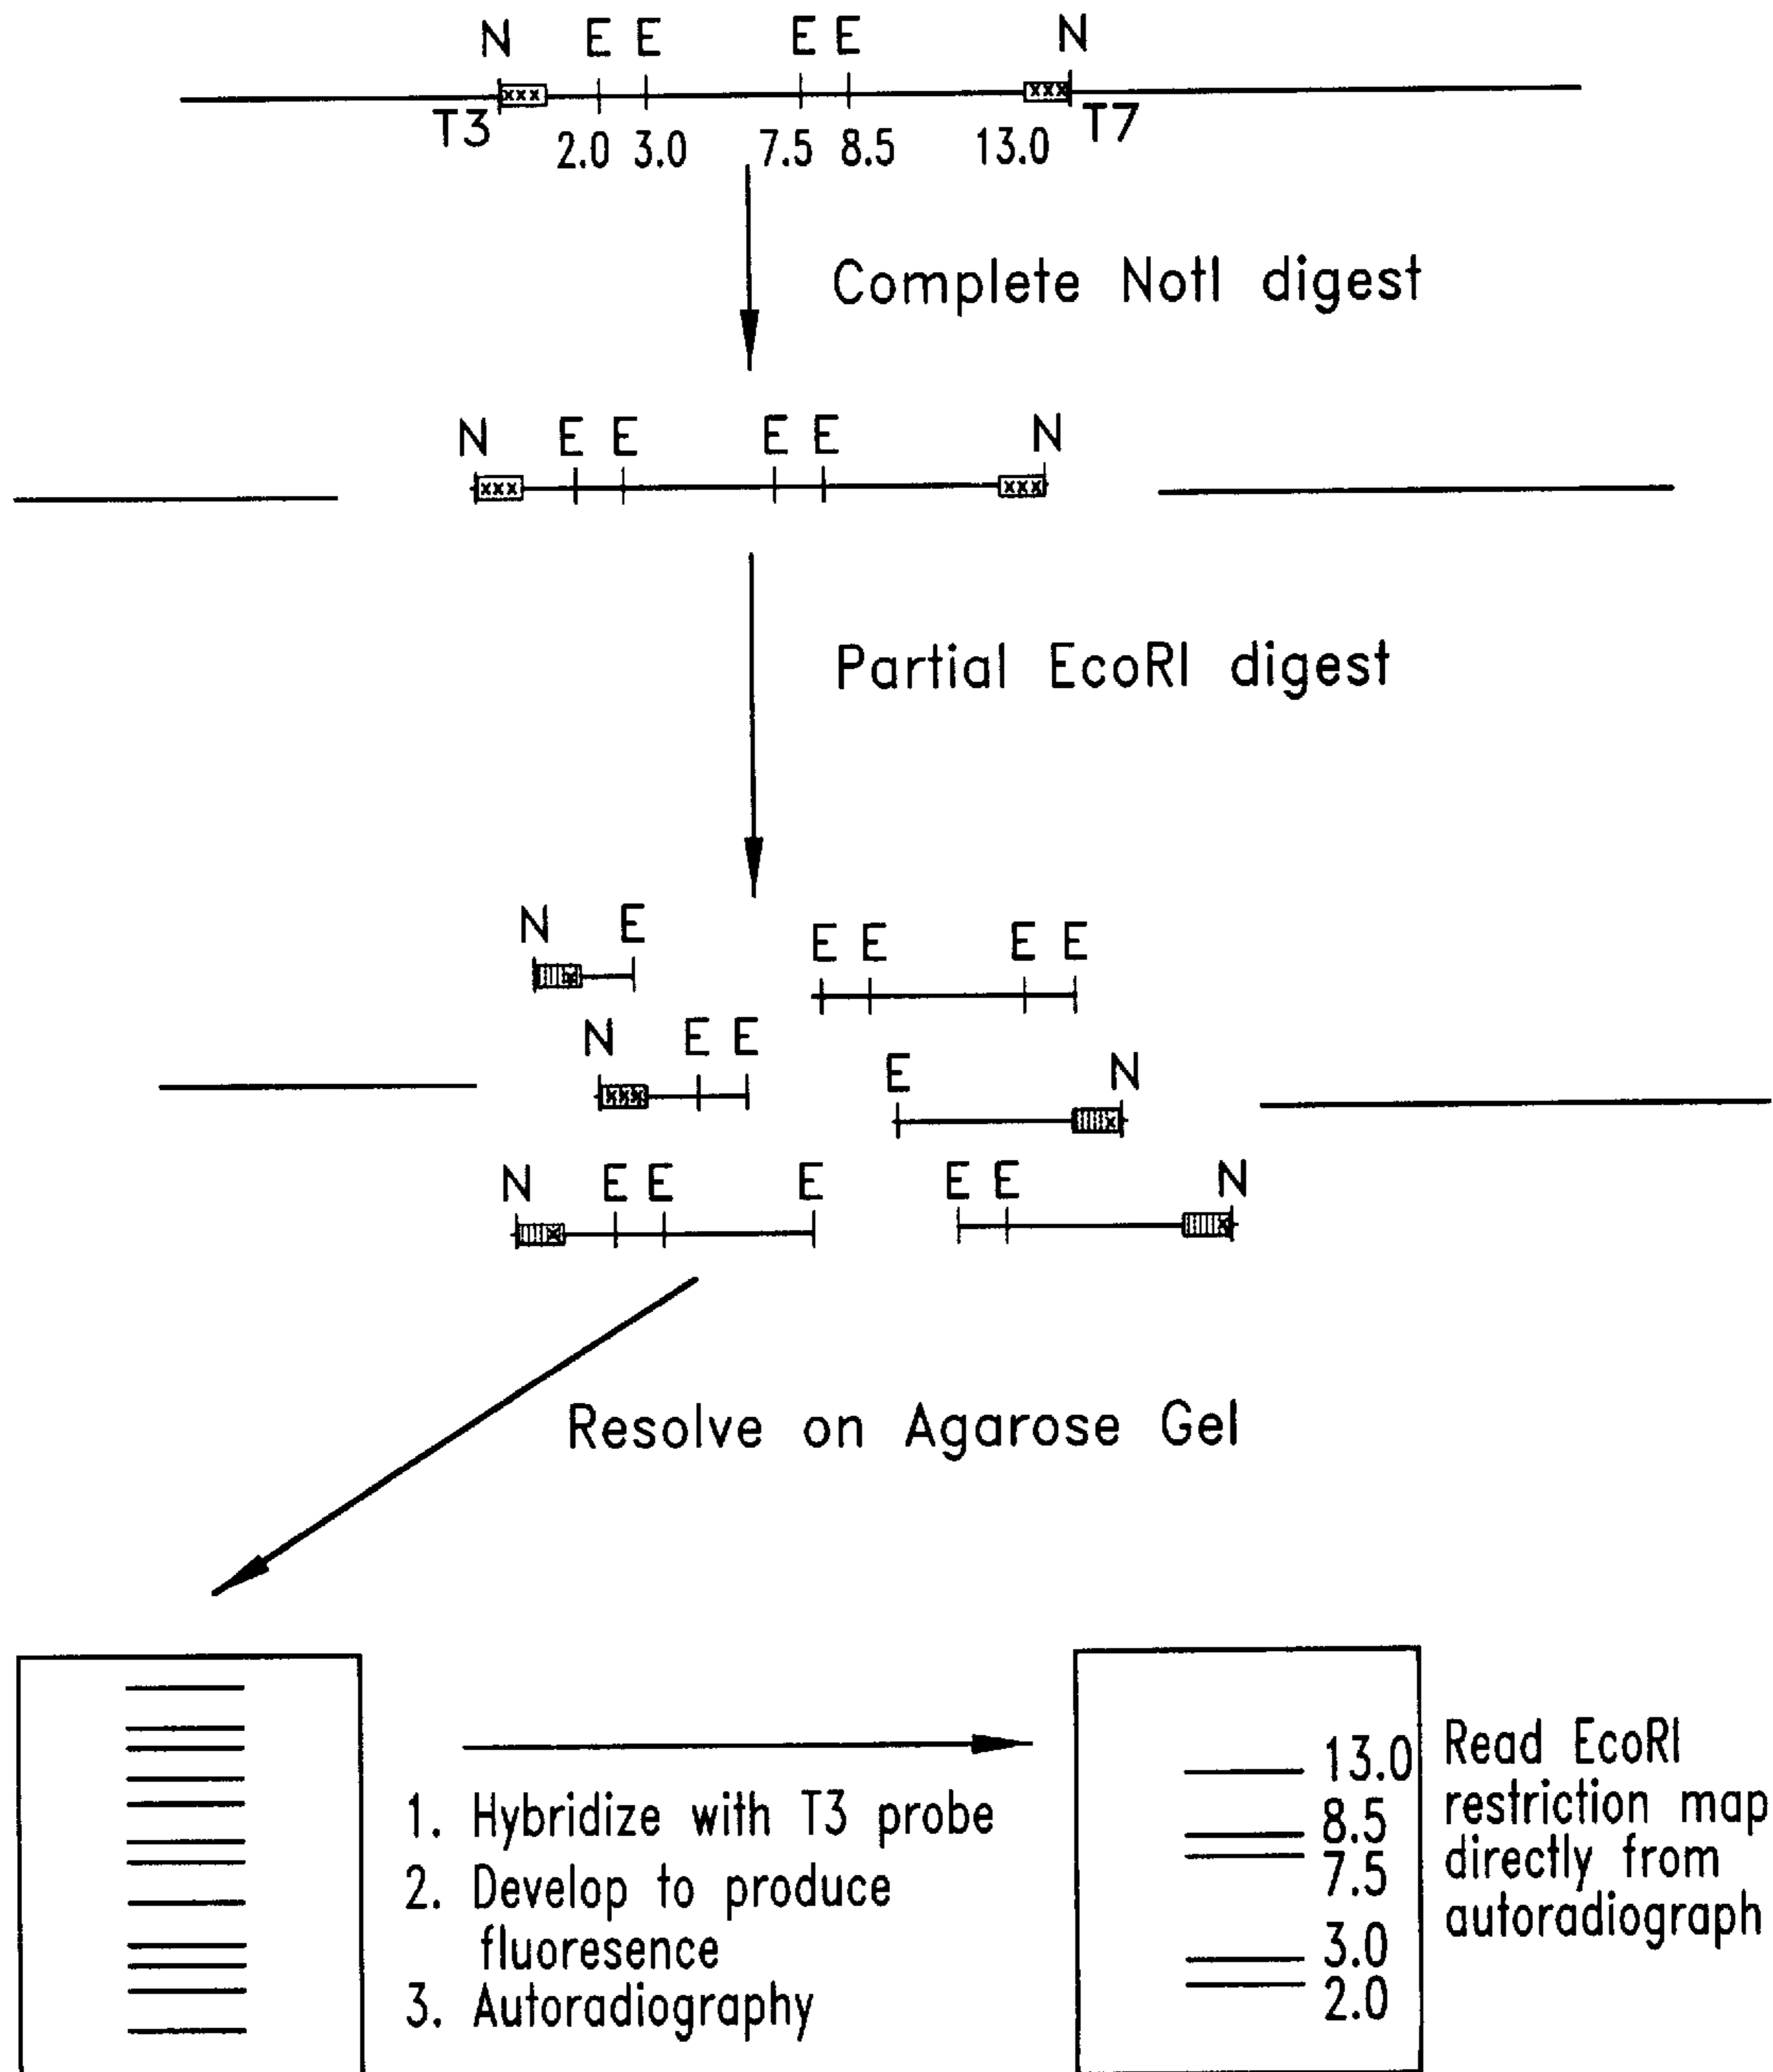 N E E E E N
T3 T7
2.0 3.0 7.5 8.5 13.0
Complete NotI digest
N E E E E N
Partial EcoRI digest
N E
E E E E
N E E
E N
N E E E
E E N
Resolve on Agarose Gel
1. Hybridize with T3 probe
2. Develop to produce
fluoresence
3. Autoradiography
13.0
8.5
7.5
3.0
2.0
Read EcoRI
restriction map
directly from
autoradiograph